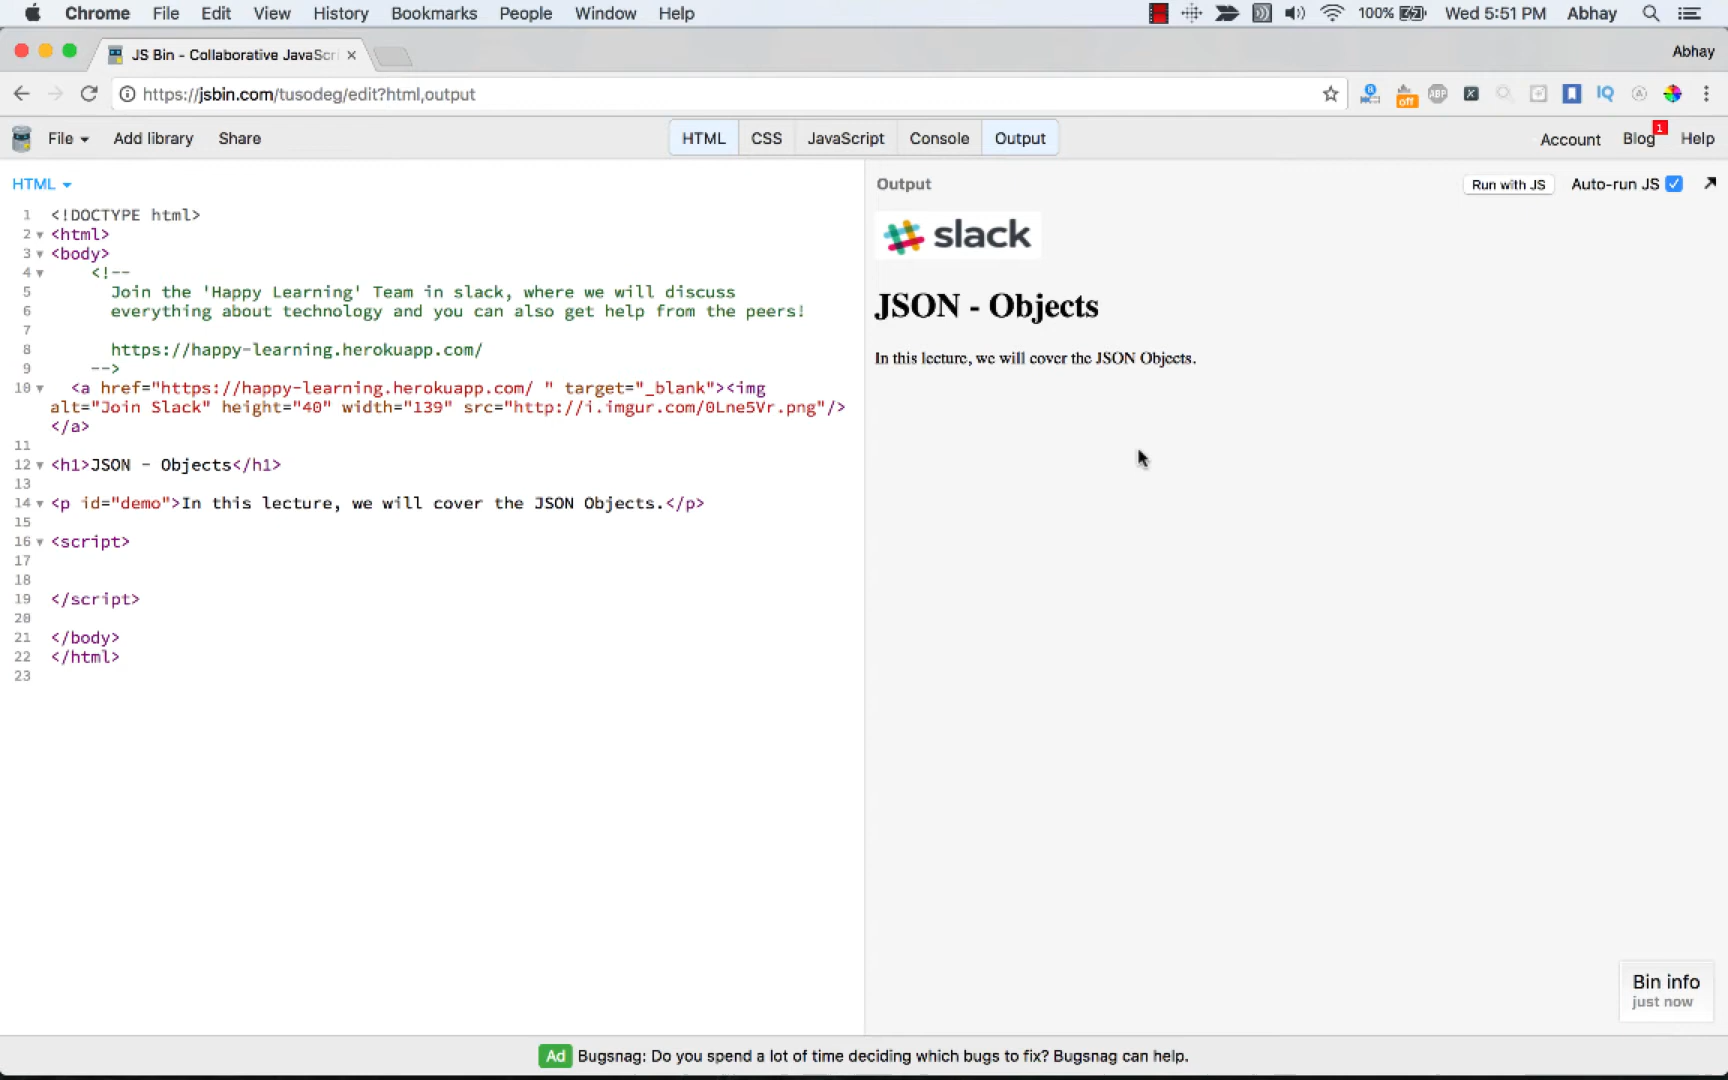 Chrome File Edit View History Bookmarks People Window Help 100% Wed 5:51 PM Abhay
JS Bin - Collaborative JavaScri Abhay
https://jsbin.com/tusodeg/edit?html,output off ABP IQ
File Add library Share HTML CSS JavaScript Console Output Account Blog 1 Help
HTML
1 <!DOCTYPE html>
2 <html>
3 <body>
4 <!--
5 Join the 'Happy Learning' Team in slack, where we will discuss
6 everything about technology and you can also get help from the peers!
7
8 https://happy-learning.herokuapp.com/
9 -->
10 <a href="https://happy-learning.herokuapp.com/ " target="_blank"><img
alt="Join Slack" height="40" width="139" src="http://i.imgur.com/0Lne5Vr.png"/>
</a>
11
12 <h1>JSON - Objects</h1>
13
14 <p id="demo">In this lecture, we will cover the JSON Objects.</p>
15
16 <script>
17
18
19 </script>
20
21 </body>
22 </html>
23
Output Run with JS Auto-run JS
slack
JSON - Objects
In this lecture, we will cover the JSON Objects.
Bin info
just now
Ad Bugsnag: Do you spend a lot of time deciding which bugs to fix? Bugsnag can help.